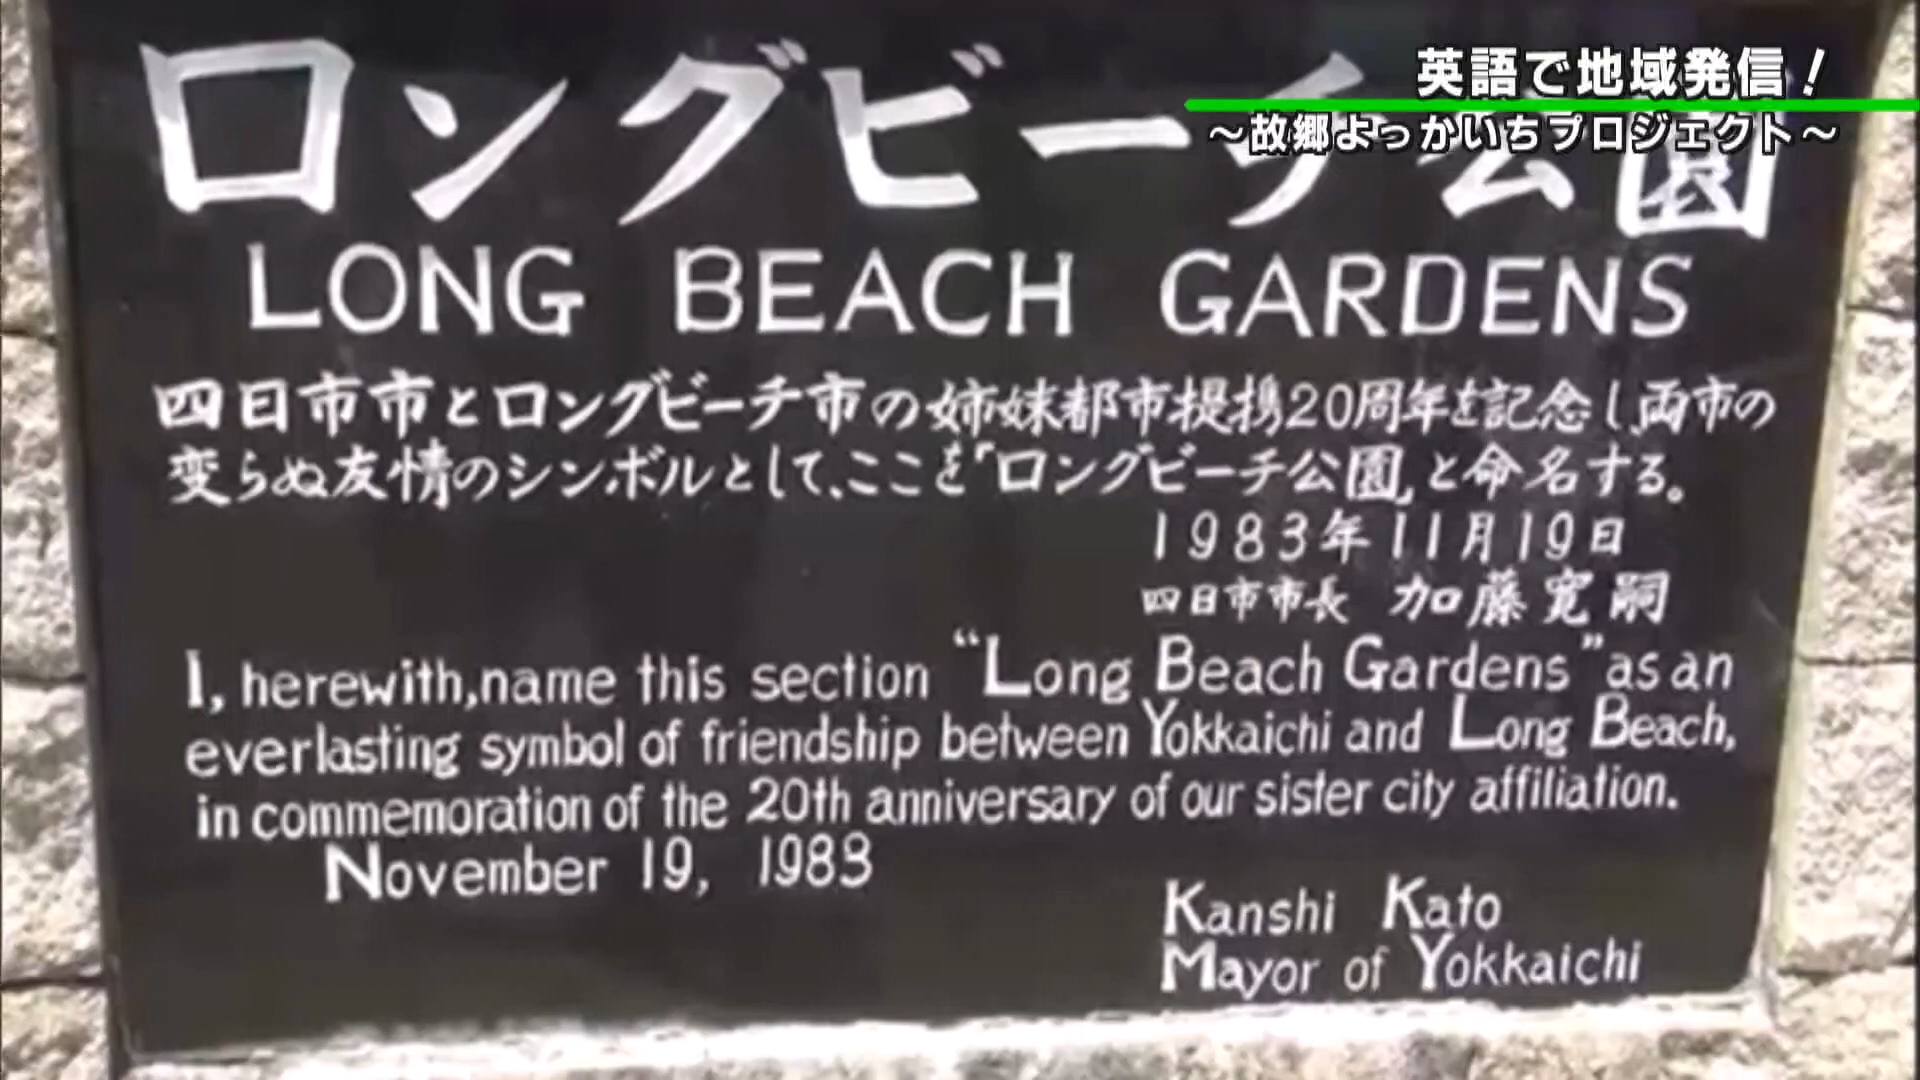 英語で地域発信!
～故郷よっかいちプロジェクト～
ロングビーチ公園
LONG BEACH GARDENS
四日市市とロングビーチ市の姉妹都市提携20周年を記念し、両市の
変らぬ友情のシンボルとして、ここを「ロングビーチ公園」と命名する。
1983年11月19日
四日市市長 加藤寛嗣
I, herewith, name this section “Long Beach Gardens” as an
everlasting symbol of friendship between Yokkaichi and Long Beach,
in commemoration of the 20th anniversary of our sister city affiliation.
November 19, 1983
Kanshi Kato
Mayor of Yokkaichi